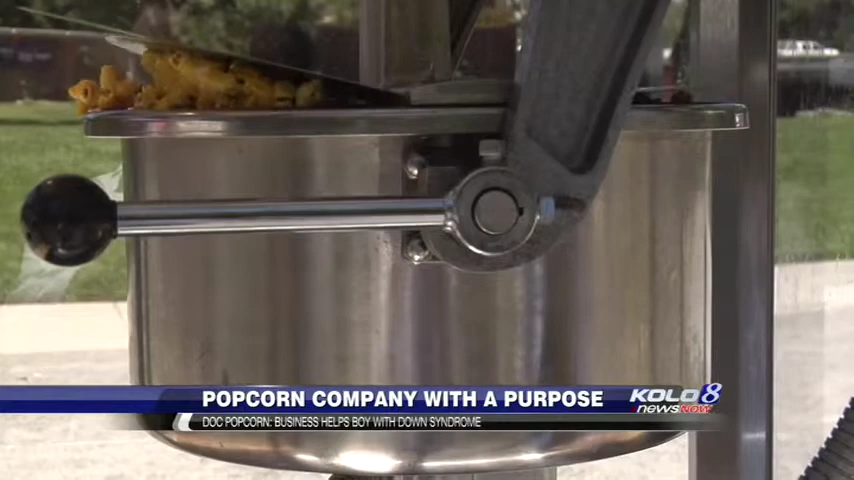 POPCORN COMPANY WITH A PURPOSE
KOLO 8
news NOW
DOC POPCORN: BUSINESS HELPS BOY WITH DOWN SYNDROME